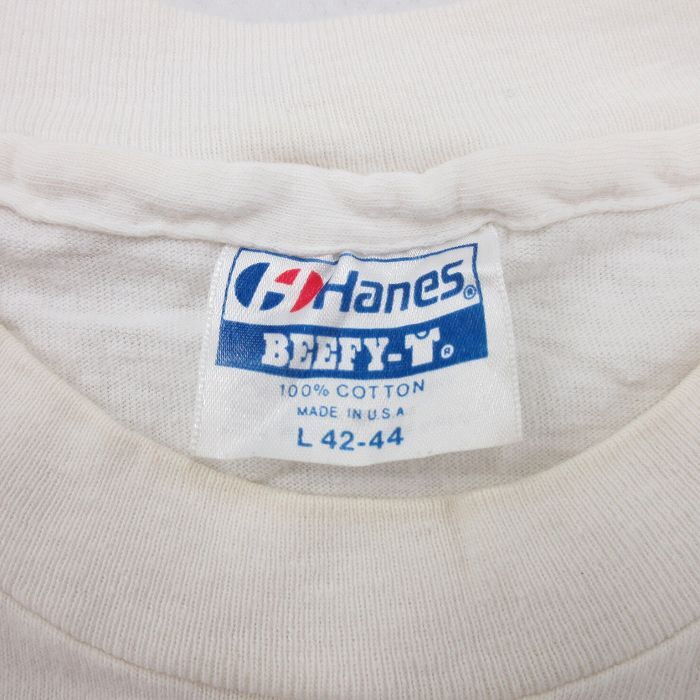 Hanes®
BEEFY-T®
100% COTTON
MADE IN U.S.A
L 42-44